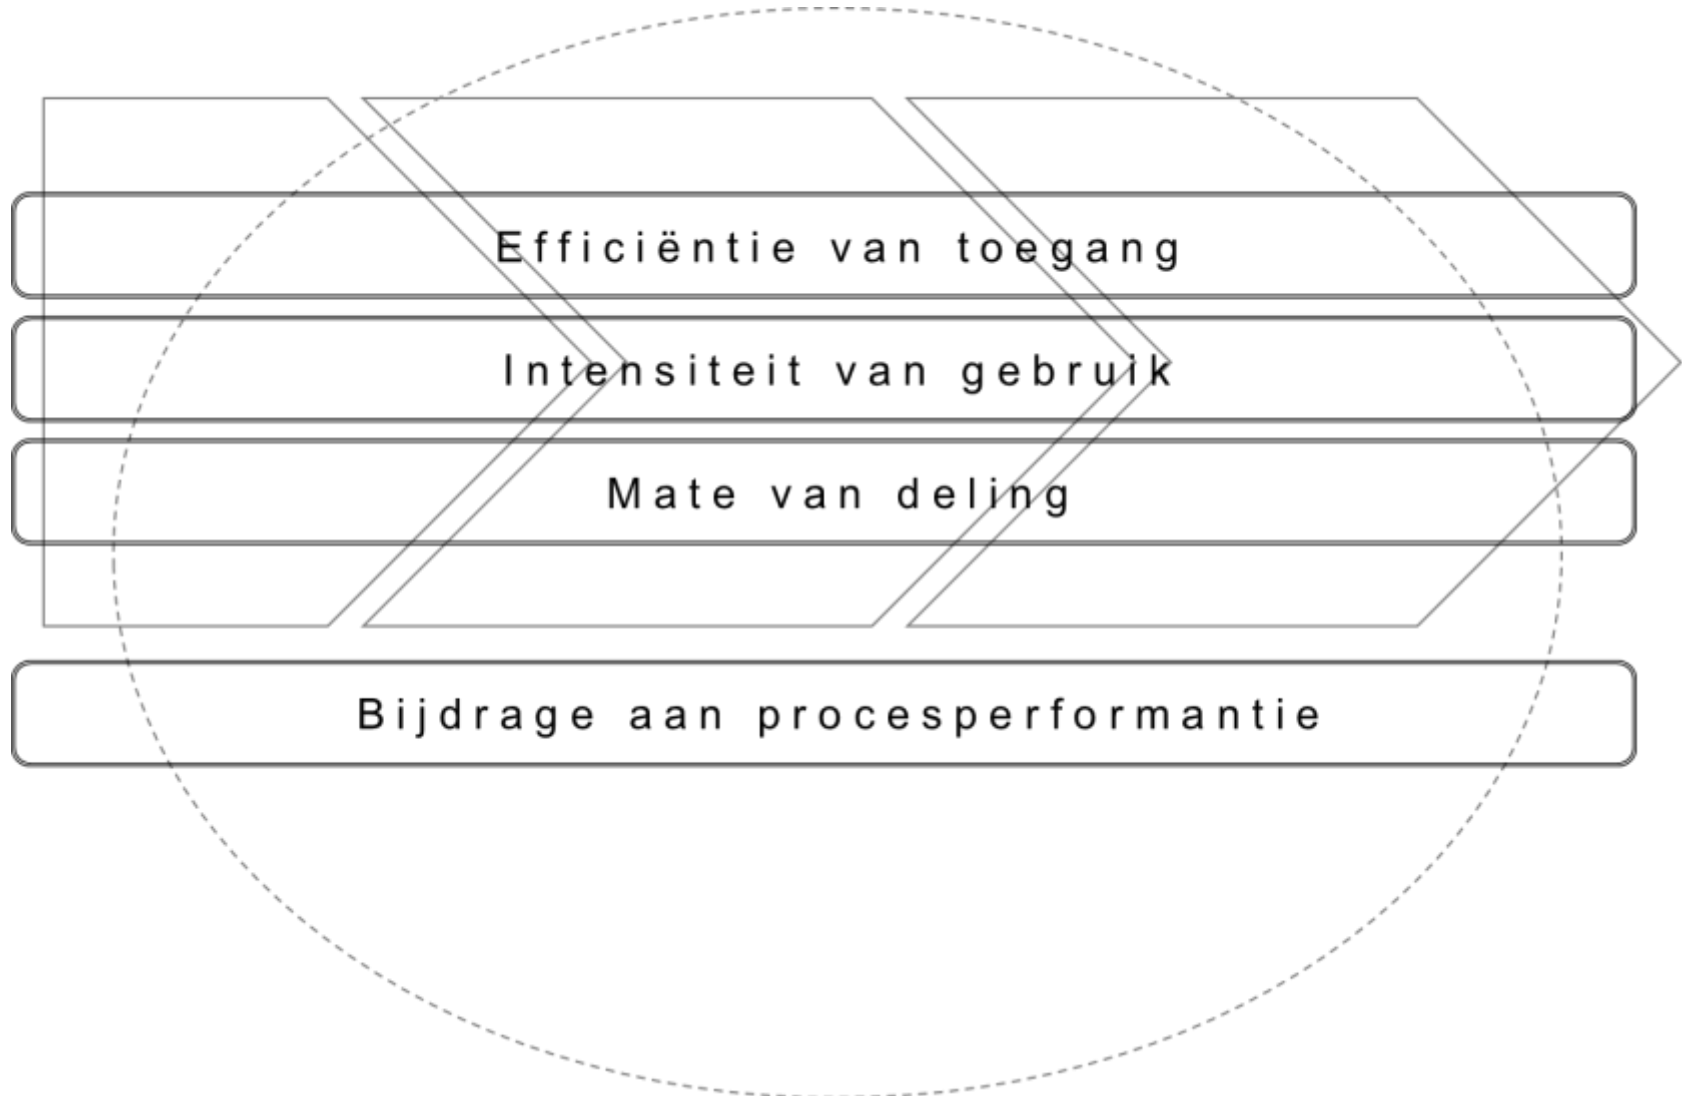 Efficiëntie van toegang
Intensiteit van gebruik
Mate van deling
Bijdrage aan procesperformantie